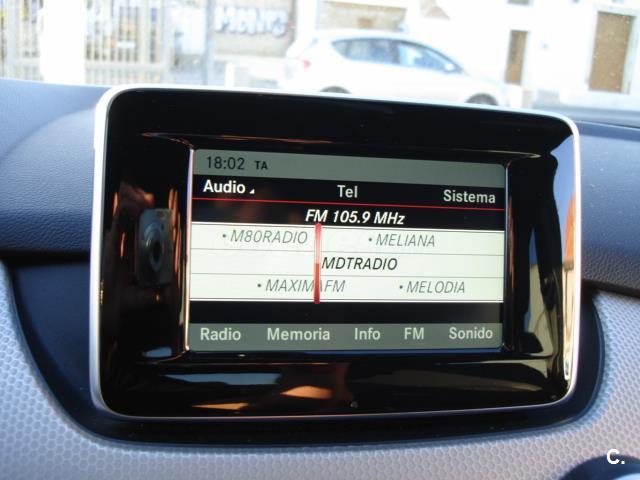 18:02 TA
Audio Tel Sistema
FM 105.9 MHz
• M80RADIO • MELIANA
MDTRADIO
• MAXIMAFM • MELODIA
Radio Memoria Info FM Sonido
C.